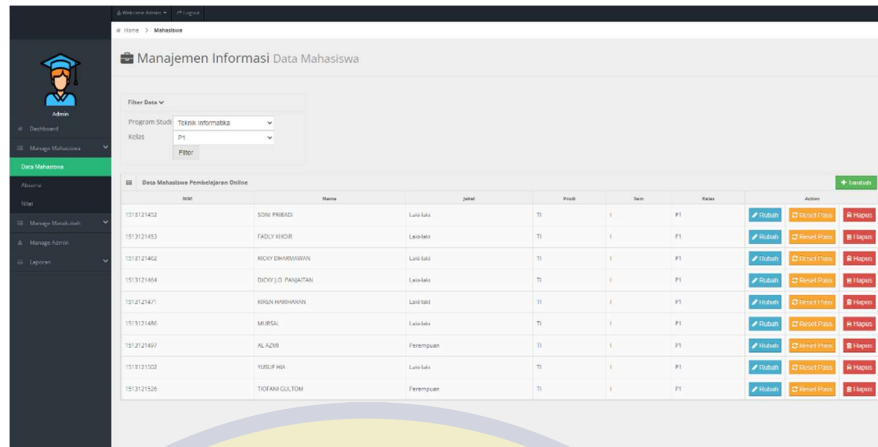 Welcome Admin Logout
Home > Mahasiswa
Manajemen Informasi Data Mahasiswa
Admin
Dashboard
Manage Mahasiswa
Data Mahasiswa
Absensi
Nilai
Manage Matakuliah
Manage Admin
Laporan
Filter Data
Program Studi Teknik Informatika
Kelas P1
Filter
Data Mahasiswa Pembelajaran Online
NIM Nama Jekel Prodi Sem Kelas Action
1513121452 SONI PRIBADI Laki-laki TI I P1 Rubah Reset Pass Hapus
1513121453 FADLY KHOIR Laki-laki TI I P1 Rubah Reset Pass Hapus
1513121462 RICKY DHARMAWAN Laki-laki TI I P1 Rubah Reset Pass Hapus
1513121464 DICKY J.O. PANJAITAN Laki-laki TI I P1 Rubah Reset Pass Hapus
1513121471 KIREN HARIHARAN Laki-laki TI I P1 Rubah Reset Pass Hapus
1513121486 MURSAL Laki-laki TI I P1 Rubah Reset Pass Hapus
1513121497 AL AZMI Perempuan TI I P1 Rubah Reset Pass Hapus
1513121502 YUSUF HIA Laki-laki TI I P1 Rubah Reset Pass Hapus
1513121526 TIOFANI GULTOM Perempuan TI I P1 Rubah Reset Pass Hapus